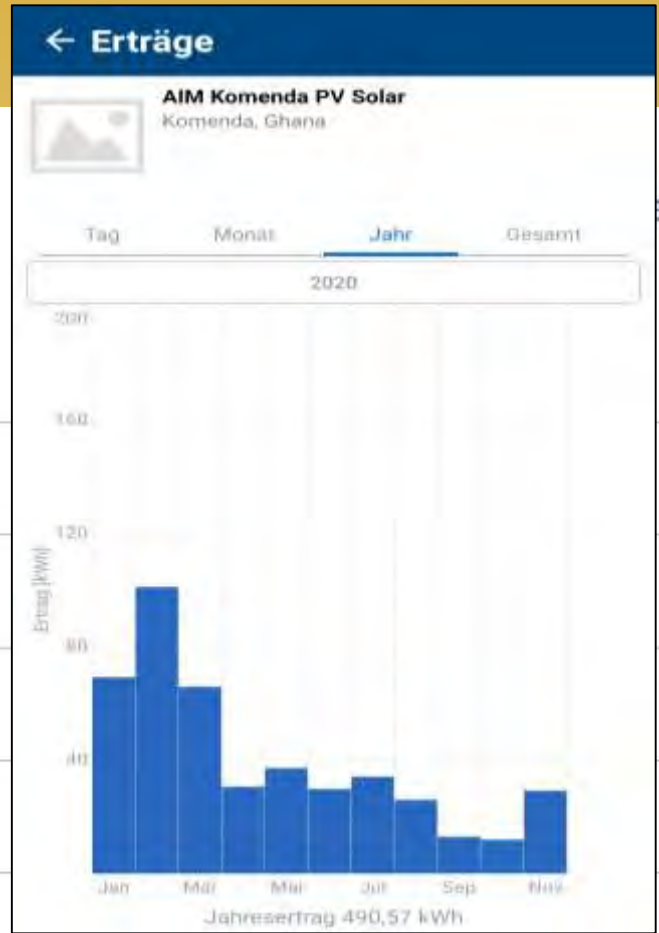 ← Erträge
AIM Komenda PV Solar
Komenda, Ghana
Tag Monat Jahr Gesamt
2020
200
160
120
80
40
Ertrag [kWh]
Jan Mär Mai Jul Sep Nov
Jahresertrag 490,57 kWh